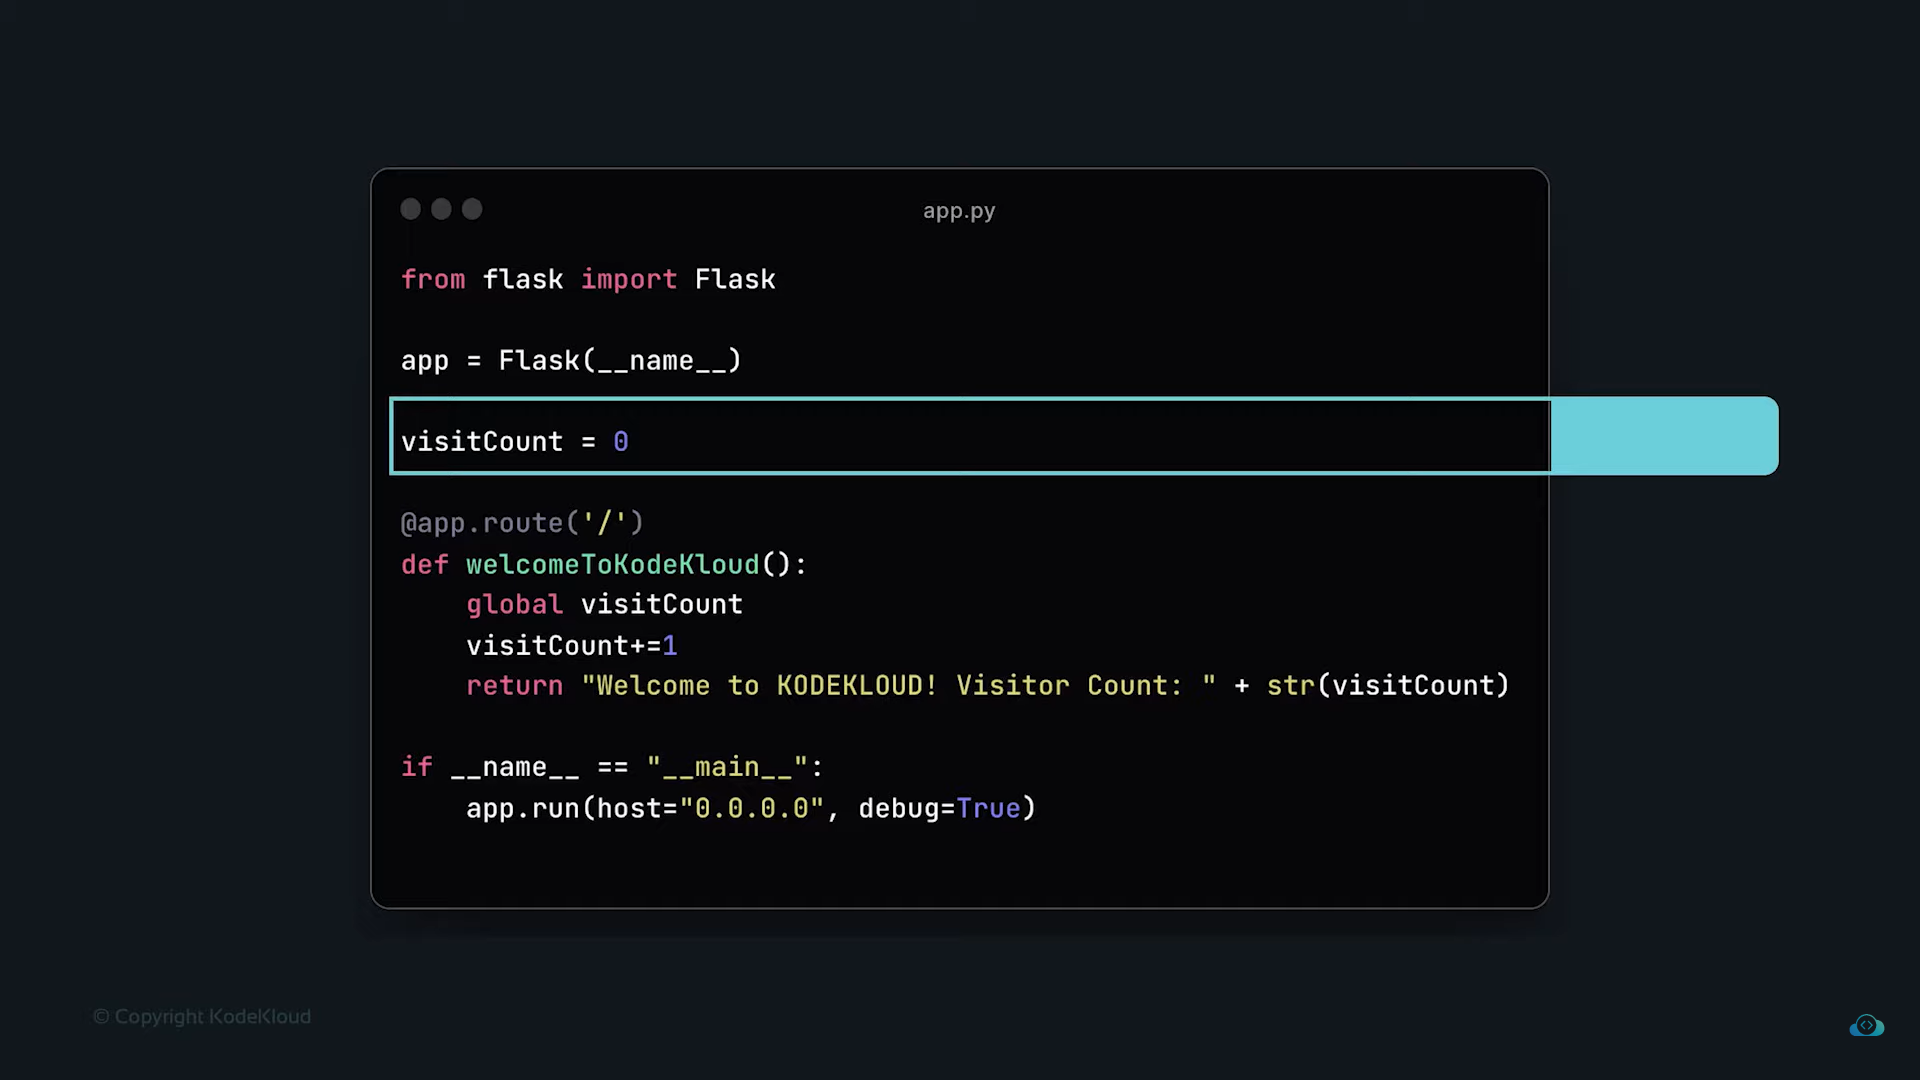 app.py
from flask import Flask
app = Flask(__name__)
visitCount = 0
@app.route('/')
def welcomeToKodeKloud():
    global visitCount
    visitCount+=1
    return "Welcome to KODEKLOUD! Visitor Count: " + str(visitCount)
if __name__ == "__main__":
    app.run(host="0.0.0.0", debug=True)
© Copyright KodeKloud